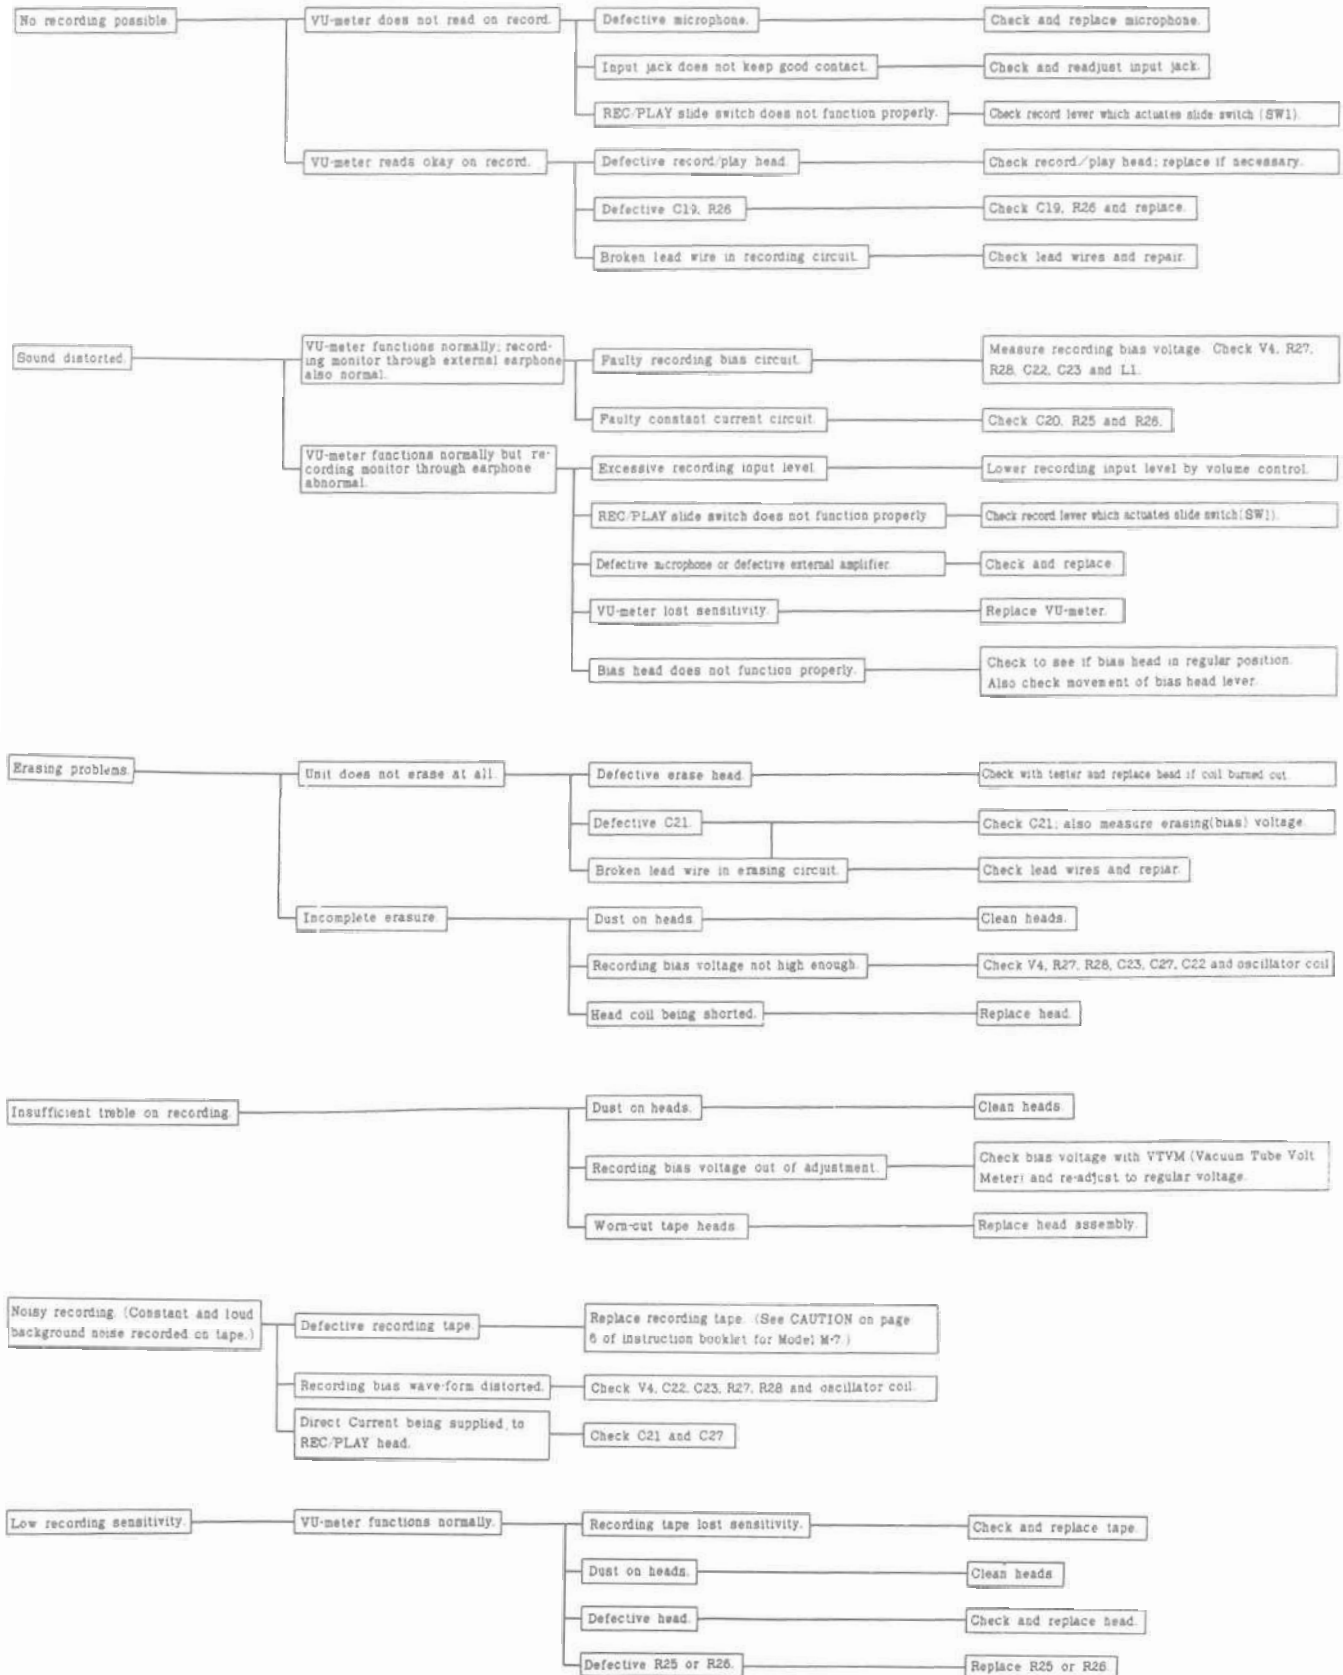 No recording possible.
VU-meter does not read on record.
Defective microphone.
Check and replace microphone.
Input jack does not keep good contact.
Check and readjust input jack.
REC/PLAY slide switch does not function properly.
Check record lever which actuates slide switch (SW1).
VU-meter reads okay on record.
Defective record/play head.
Check record/play head; replace if necessary.
Defective C19, R26
Check C19, R26 and replace.
Broken lead wire in recording circuit.
Check lead wires and repair.
Sound distorted.
VU-meter functions normally; record-
ing monitor through external earphone
also normal.
Faulty recording bias circuit.
Measure recording bias voltage. Check V4, R27,
R28, C22, C23 and L1.
Faulty constant current circuit.
Check C20, R25 and R26.
VU-meter functions normally but re-
cording monitor through earphone
abnormal.
Excessive recording input level.
Lower recording input level by volume control.
REC/PLAY slide switch does not function properly
Check record lever which actuates slide switch(SW1).
Defective microphone or defective external amplifier.
Check and replace
VU-meter lost sensitivity.
Replace VU-meter.
Bias head does not function properly.
Check to see if bias head in regular position.
Also check movement of bias head lever.
Erasing problems.
Unit does not erase at all.
Defective erase head.
Check with tester and replace head if coil burned out.
Defective C21.
Check C21; also measure erasing(bias) voltage
Broken lead wire in erasing circuit.
Check lead wires and repiar.
Incomplete erasure.
Dust on heads.
Clean heads.
Recording bias voltage not high enough.
Check V4, R27, R28, C23, C27, C22 and oscillator coil
Head coil being shorted.
Replace head.
Insufficient treble on recording.
Dust on heads.
Clean heads
Recording bias voltage out of adjustment.
Check bias voltage with VTVM (Vacuum Tube Volt
Meter) and re-adjust to regular voltage.
Worn-out tape heads.
Replace head assembly.
Noisy recording. (Constant and loud
background noise recorded on tape.)
Defective recording tape.
Replace recording tape. (See CAUTION on page
6 of instruction booklet for Model M-7.)
Recording bias wave-form distorted.
Check V4, C22, C23, R27, R28 and oscillator coil.
Direct Current being supplied, to
REC/PLAY head.
Check C21 and C27
Low recording sensitivity.
VU-meter functions normally.
Recording tape lost sensitivity.
Check and replace tape.
Dust on heads.
Clean heads
Defective head.
Check and replace head.
Defective R25 or R26.
Replace R25 or R26